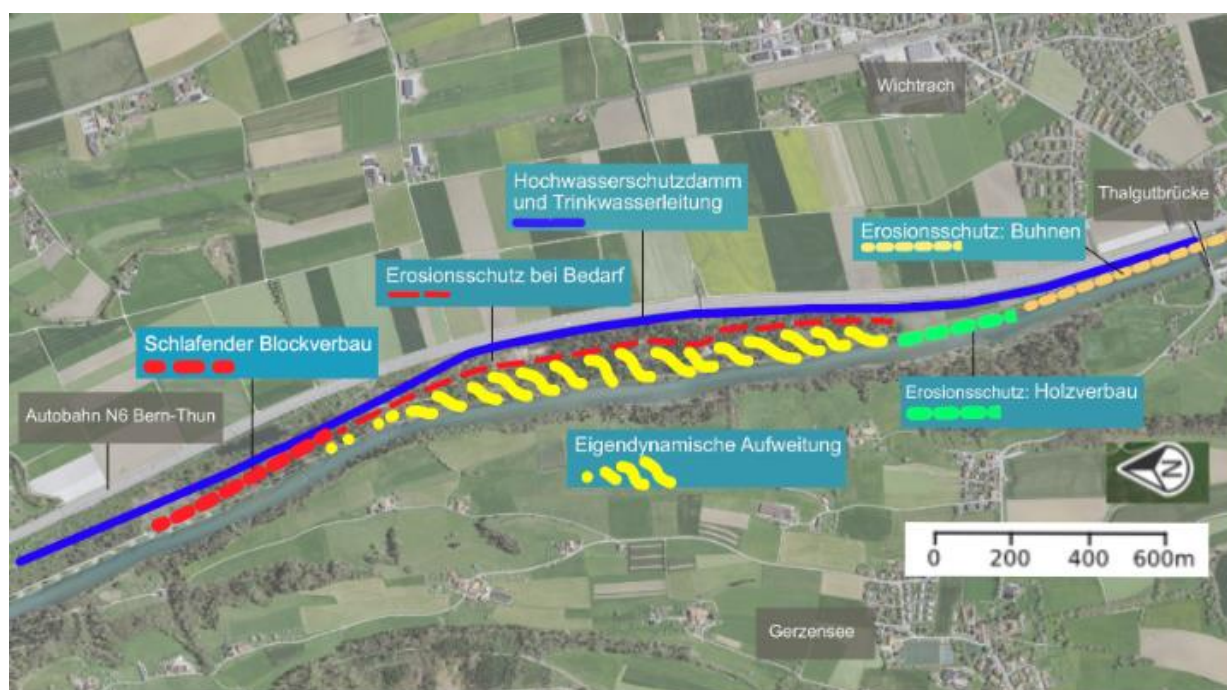 Wichtrach
Hochwasserschutzdamm
und Trinkwasserleitung
Thalgutbrücke
Erosionsschutz: Buhnen
Erosionsschutz bei Bedarf
Schlafender Blockverbau
Autobahn N6 Bern-Thun
Erosionsschutz: Holzverbau
Eigendynamische Aufweitung
N
0 200 400 600m
Gerzensee